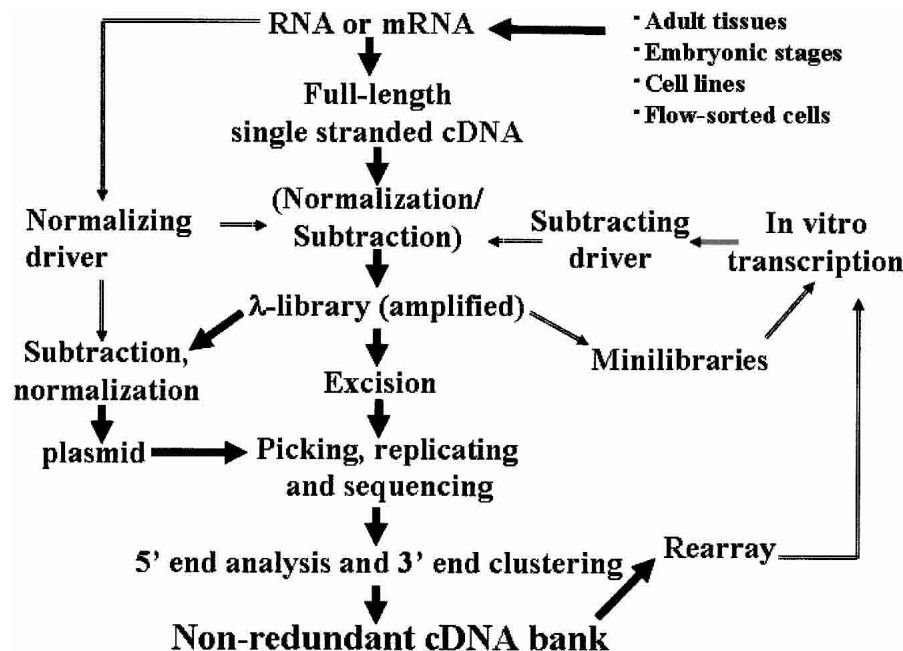 RNA or mRNA
· Adult tissues
· Embryonic stages
· Cell lines
· Flow-sorted cells
Full-length
single stranded cDNA
(Normalization/
Subtraction)
Normalizing
driver
Subtracting
driver
In vitro
transcription
λ-library (amplified)
Subtraction,
normalization
Minilibraries
Excision
plasmid
Picking, replicating
and sequencing
5’ end analysis and 3’ end clustering
Rearray
Non-redundant cDNA bank